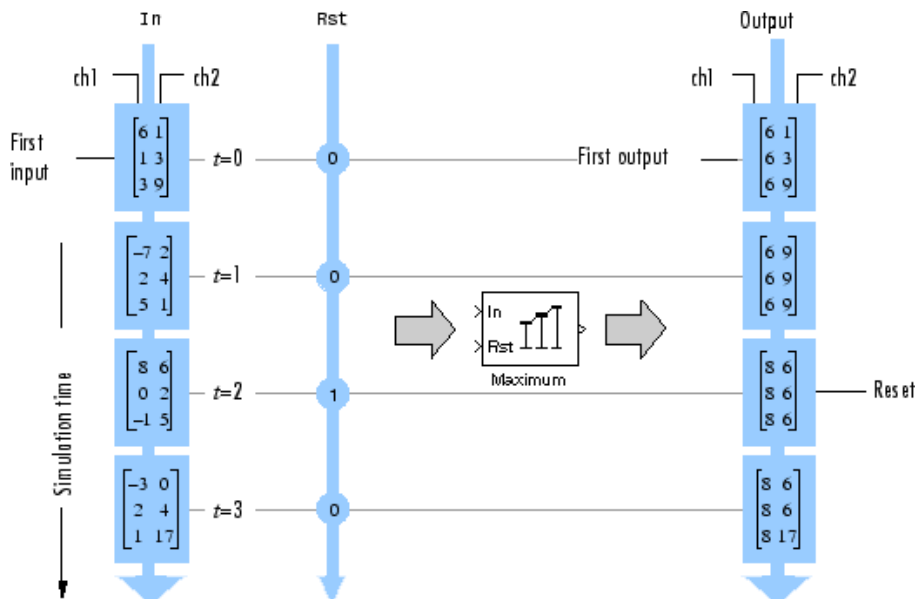 In Rst Output
ch1 ch2 ch1 ch2
First input
6 1
1 3
3 9
t=0
0
First output
6 1
6 3
6 9
-7 2
2 4
5 1
t=1
0
6 9
6 9
6 9
In
Rst
Maximum
Simulation time
8 6
0 2
-1 5
t=2
1
8 6
8 6
8 6
Reset
-3 0
2 4
1 17
t=3
0
8 6
8 6
8 17